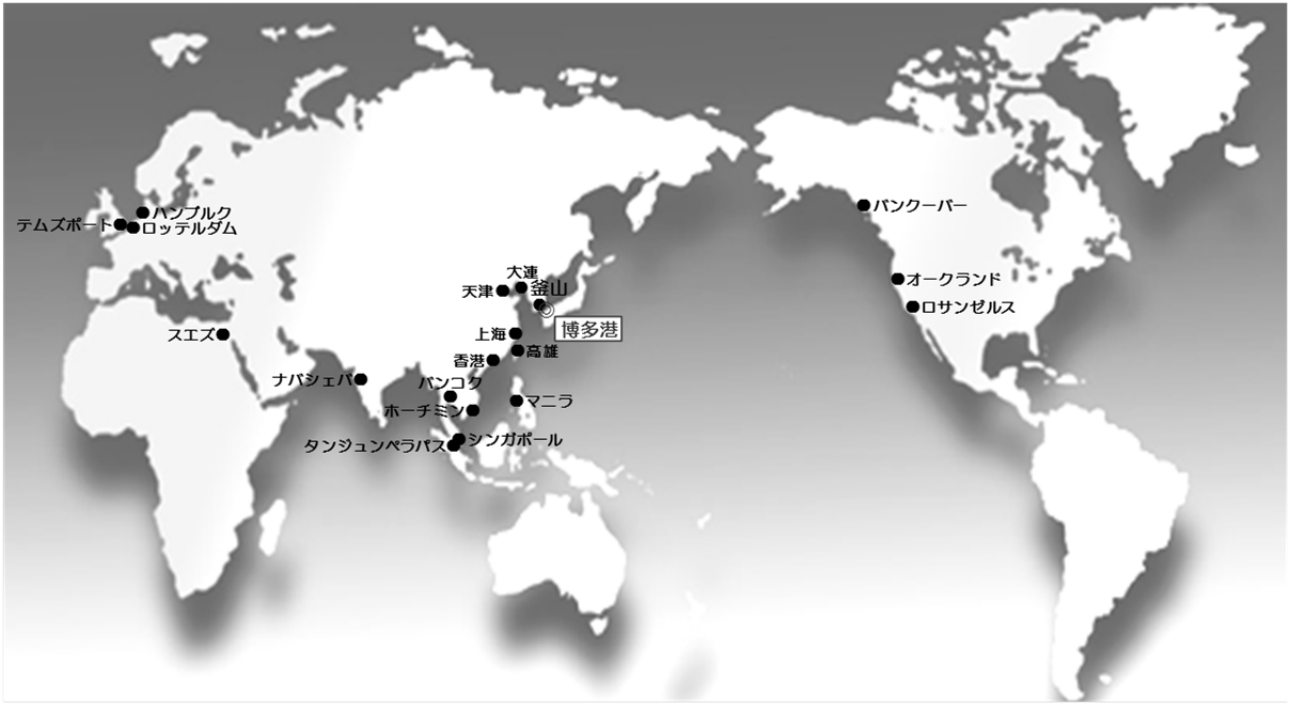 バンクーバー
ハンブルク
テムズポート
ロッテルダム
大連
オークランド
釜山
天津
ロサンゼルス
博多港
スエズ
上海
高雄
香港
ナバシェバ
バンコク
マニラ
ホーチミン
シンガポール
タンジュンペラパス